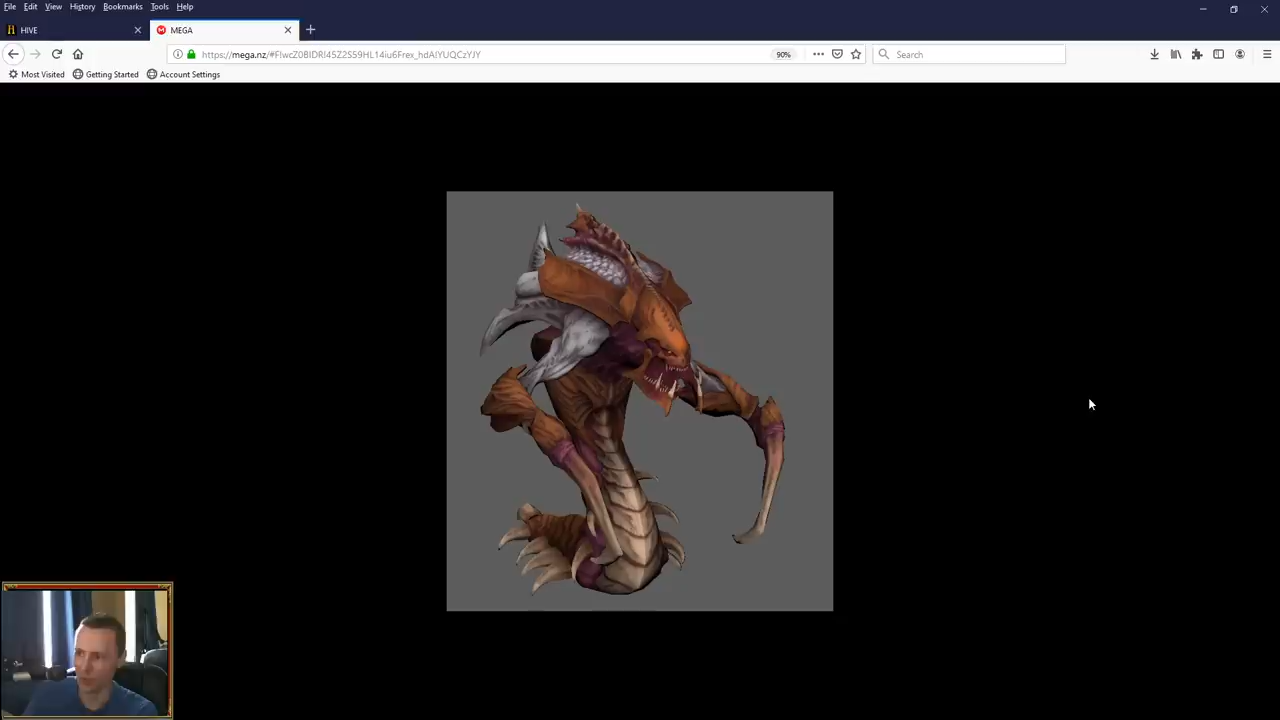 File Edit View History Bookmarks Tools Help
HIVE MEGA
90% Search
Most Visited Getting Started Account Settings